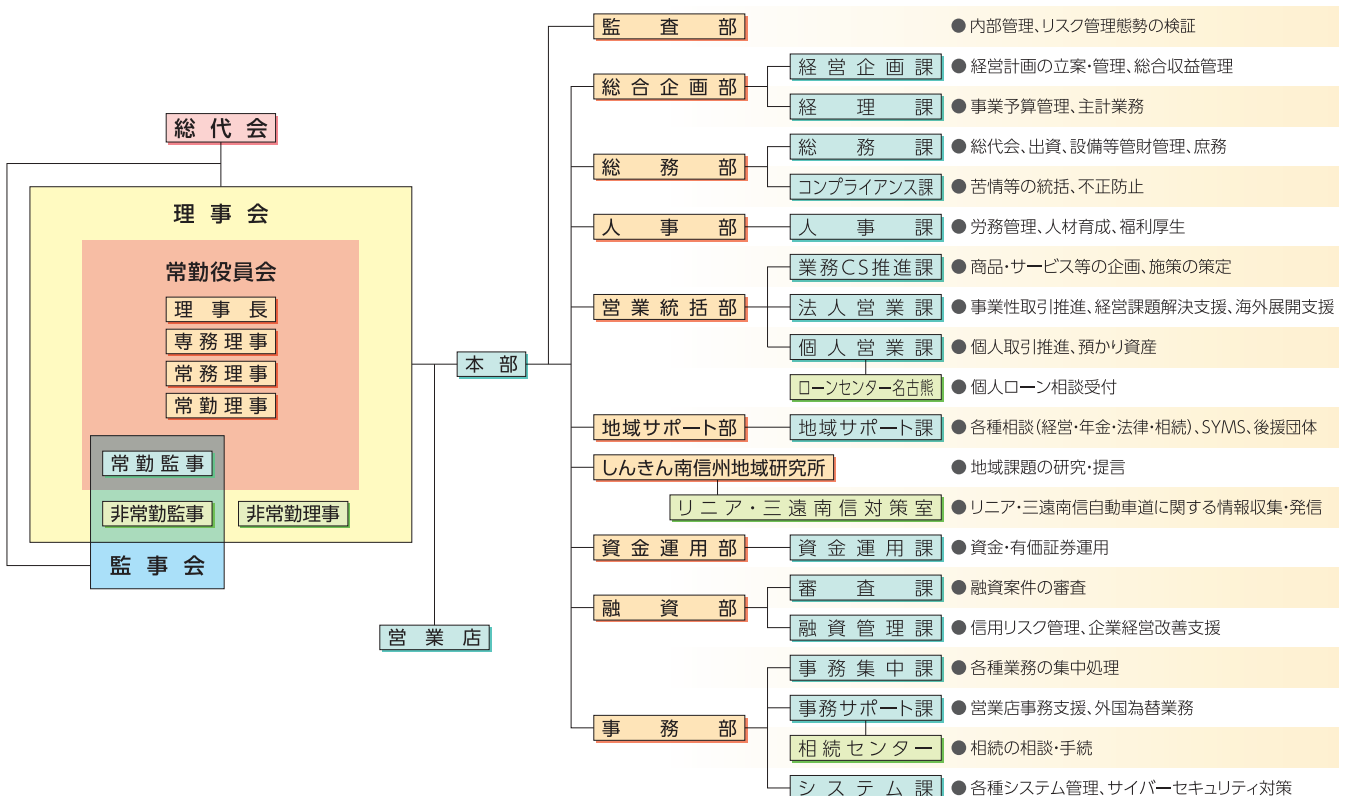 総代会
理事会
常勤役員会
理事長
専務理事
常務理事
常勤理事
常勤監事
非常勤監事
非常勤理事
監事会
本部
営業店
監査部
●内部管理、リスク管理態勢の検証
総合企画部
経営企画課
●経営計画の立案・管理、総合収益管理
経理課
●事業予算管理、主計業務
総務部
総務課
●総代会、出資、設備等管財管理、庶務
コンプライアンス課
●苦情等の統括、不正防止
人事部
人事課
●労務管理、人材育成、福利厚生
営業統括部
業務CS推進課
●商品・サービス等の企画、施策の策定
法人営業課
●事業性取引推進、経営課題解決支援、海外展開支援
個人営業課
●個人取引推進、預かり資産
ローンセンター名古熊
●個人ローン相談受付
地域サポート部
地域サポート課
●各種相談(経営・年金・法律・相続)、SYMS、後援団体
しんきん南信州地域研究所
●地域課題の研究・提言
リニア・三遠南信対策室
●リニア・三遠南信自動車道に関する情報収集・発信
資金運用部
資金運用課
●資金・有価証券運用
融資部
審査課
●融資案件の審査
融資管理課
●信用リスク管理、企業経営改善支援
事務部
事務集中課
●各種業務の集中処理
事務サポート課
●営業店事務支援、外国為替業務
相続センター
●相続の相談・手続
システム課
●各種システム管理、サイバーセキュリティ対策